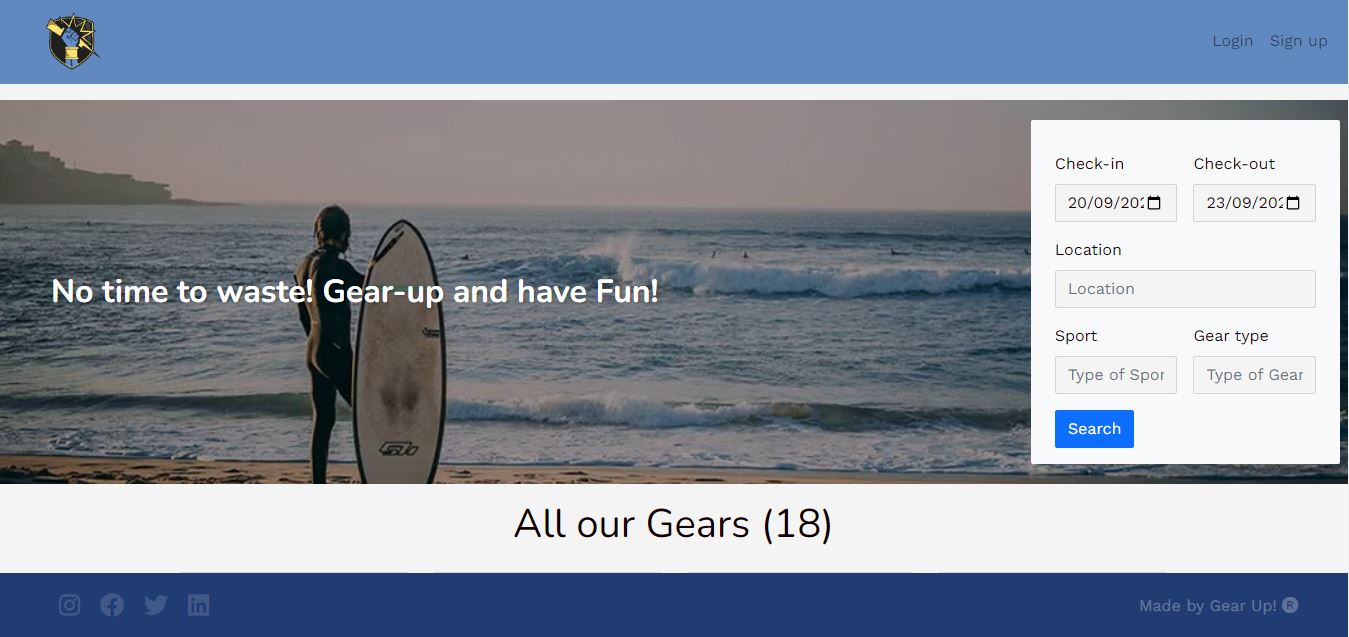 Login Sign up
Check-in Check-out
20/09/202 23/09/202
Location
No time to waste! Gear-up and have Fun!
Location
Sport Gear type
Type of Spor Type of Gear
Search
All our Gears (18)
Made by Gear Up! ®